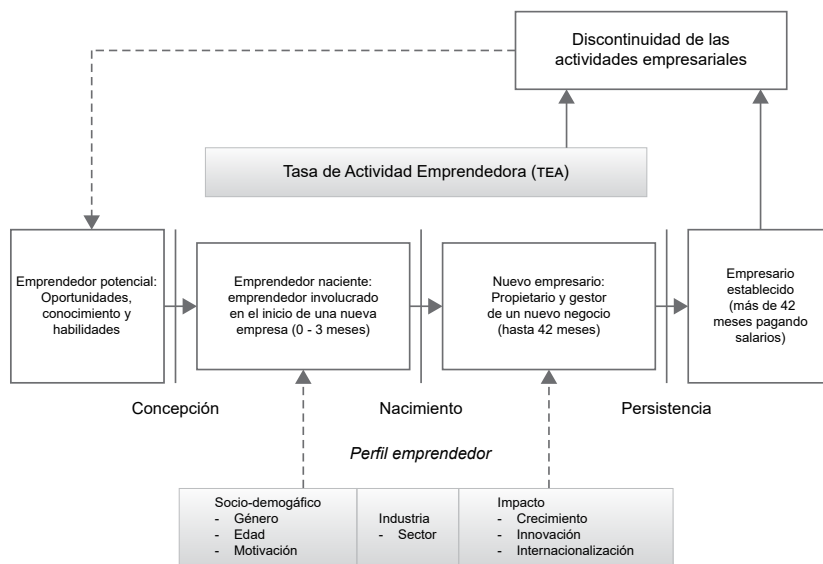 Discontinuidad de las
actividades empresariales
Tasa de Actividad Emprendedora (TEA)
Emprendedor potencial:
Oportunidades,
conocimiento y
habilidades
Emprendedor naciente:
emprendedor involucrado
en el inicio de una nueva
empresa (0 - 3 meses)
Nuevo empresario:
Propietario y gestor
de un nuevo negocio
(hasta 42 meses)
Empresario
establecido
(más de 42
meses pagando
salarios)
Concepción
Nacimiento
Persistencia
Perfil emprendedor
Socio-demogáfico
- Género
- Edad
- Motivación
Industria
- Sector
Impacto
- Crecimiento
- Innovación
- Internacionalización